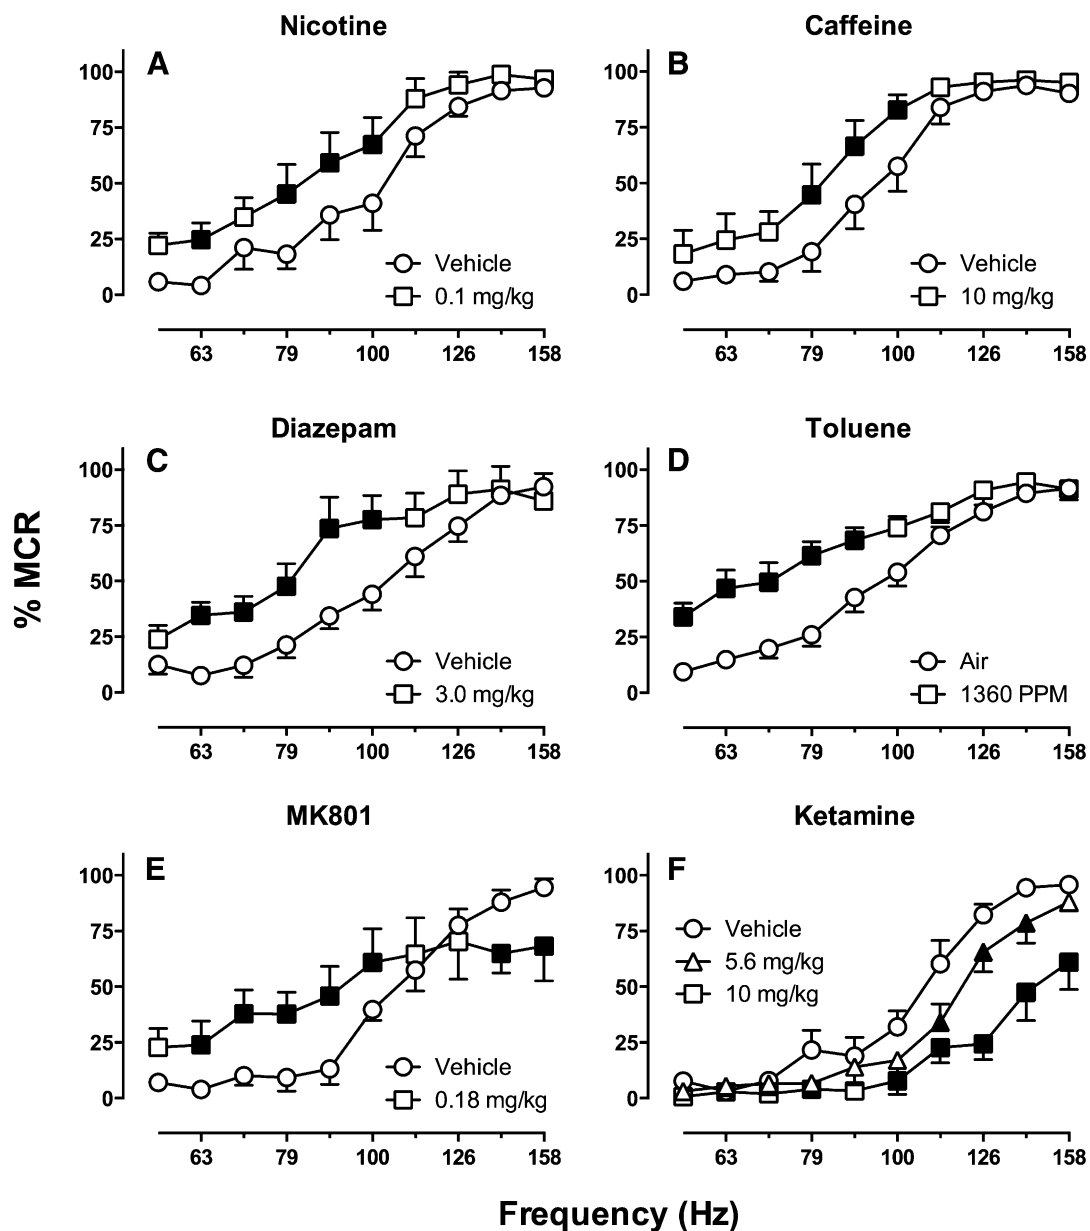 Nicotine
A
100
75
50
25
0
Vehicle
0.1 mg/kg
63 79 100 126 158
Caffeine
B
100
75
50
25
0
Vehicle
10 mg/kg
63 79 100 126 158
Diazepam
C
100
75
50
25
0
Vehicle
3.0 mg/kg
63 79 100 126 158
Toluene
D
100
75
50
25
0
Air
1360 PPM
63 79 100 126 158
% MCR
MK801
E
100
75
50
25
0
Vehicle
0.18 mg/kg
63 79 100 126 158
Ketamine
F
100
75
50
25
0
Vehicle
5.6 mg/kg
10 mg/kg
63 79 100 126 158
Frequency (Hz)